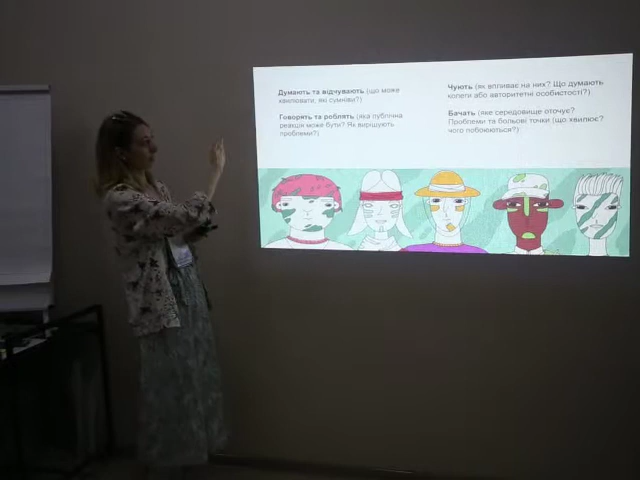 Думають та відчувають (що може
хвилювати, які сумніви?)
Говорять та роблять (яка публічна
реакція може бути? Як вирішують
проблеми?)
Чують (як впливає на них? Що думають
колеги або авторитетні особистості?)
Бачать (яке середовище оточує?
Проблеми та больові точки (що хвилює?
чого побоюються?)